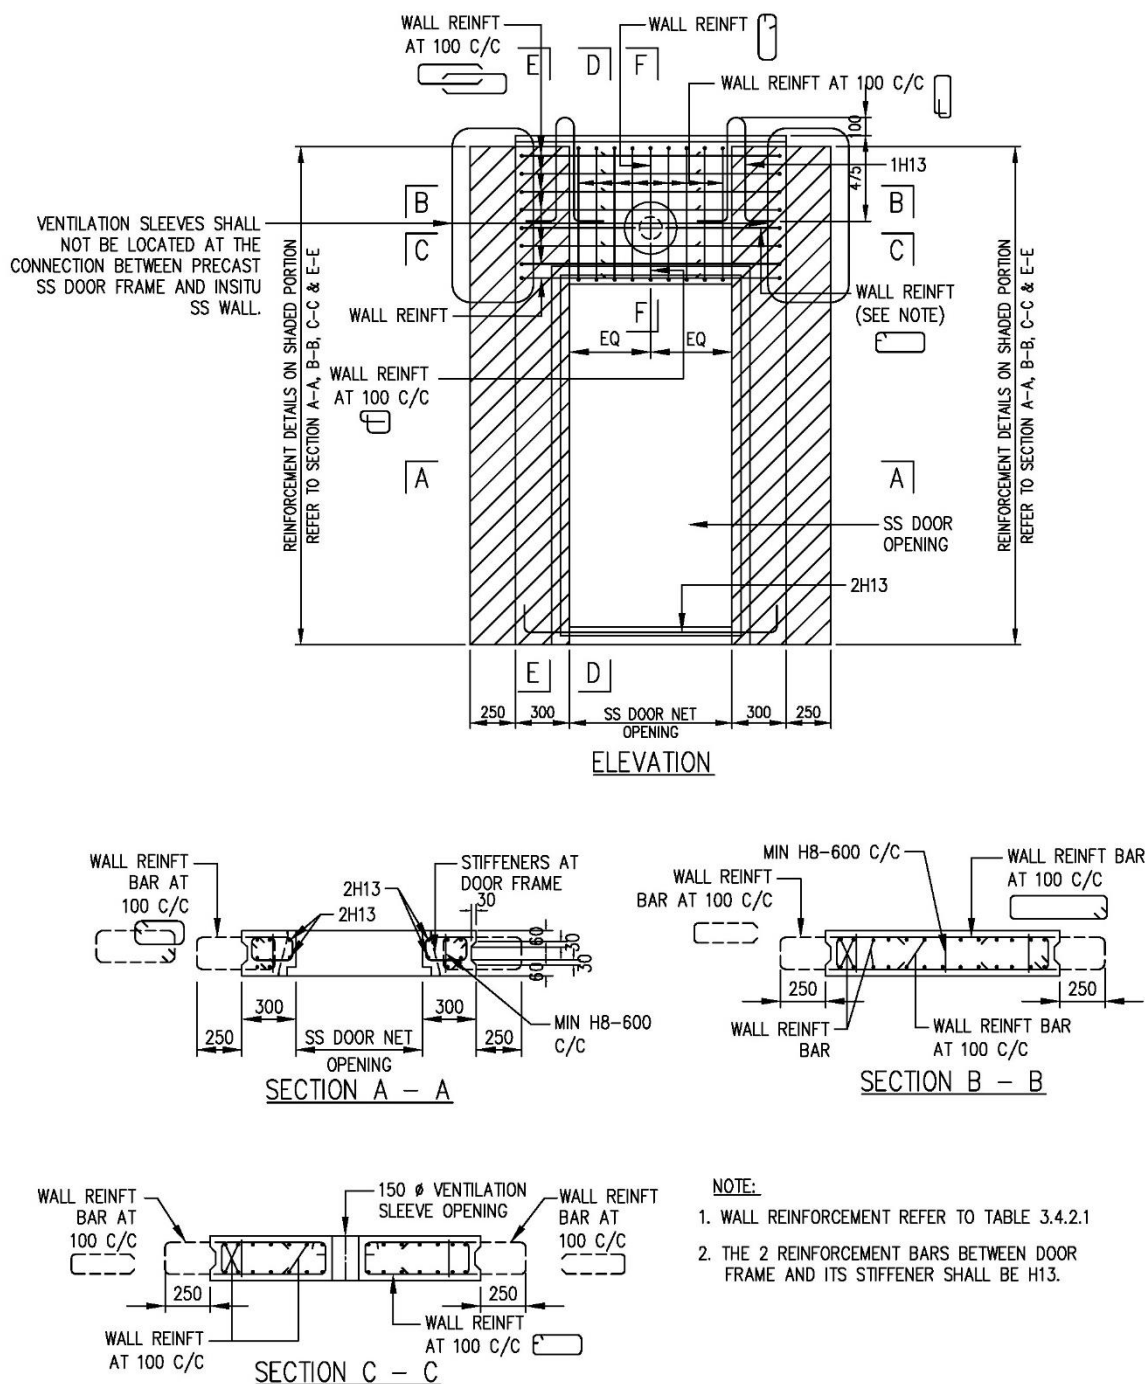 WALL REINFT
AT 100 C/C
WALL REINFT
E
D
F
WALL REINFT AT 100 C/C
100
475
1H13
REINFORCEMENT DETAILS ON SHADED PORTION
REFER TO SECTION A-A, B-B, C-C & E-E
REINFORCEMENT DETAILS ON SHADED PORTION
REFER TO SECTION A-A, B-B, C-C & E-E
B
B
VENTILATION SLEEVES SHALL
NOT BE LOCATED AT THE
CONNECTION BETWEEN PRECAST
SS DOOR FRAME AND INSITU
SS WALL.
C
C
WALL REINFT
WALL REINFT
(SEE NOTE)
F
EQ
EQ
WALL REINFT
AT 100 C/C
A
A
SS DOOR
OPENING
2H13
E
D
250
300
SS DOOR NET
OPENING
300
250
ELEVATION
WALL REINFT
BAR AT
100 C/C
2H13
2H13
STIFFENERS AT
DOOR FRAME
30
60
30
30
60
250
300
SS DOOR NET
OPENING
300
250
MIN H8-600
C/C
SECTION A - A
MIN H8-600 C/C
WALL REINFT BAR
AT 100 C/C
WALL REINFT
BAR AT 100 C/C
250
250
WALL REINFT
BAR
WALL REINFT BAR
AT 100 C/C
SECTION B - B
WALL REINFT
BAR AT
100 C/C
150 ø VENTILATION
SLEEVE OPENING
WALL REINFT
BAR AT
100 C/C
250
250
WALL REINFT
AT 100 C/C
WALL REINFT
AT 100 C/C
SECTION C - C
NOTE:
1. WALL REINFORCEMENT REFER TO TABLE 3.4.2.1
2. THE 2 REINFORCEMENT BARS BETWEEN DOOR
FRAME AND ITS STIFFENER SHALL BE H13.